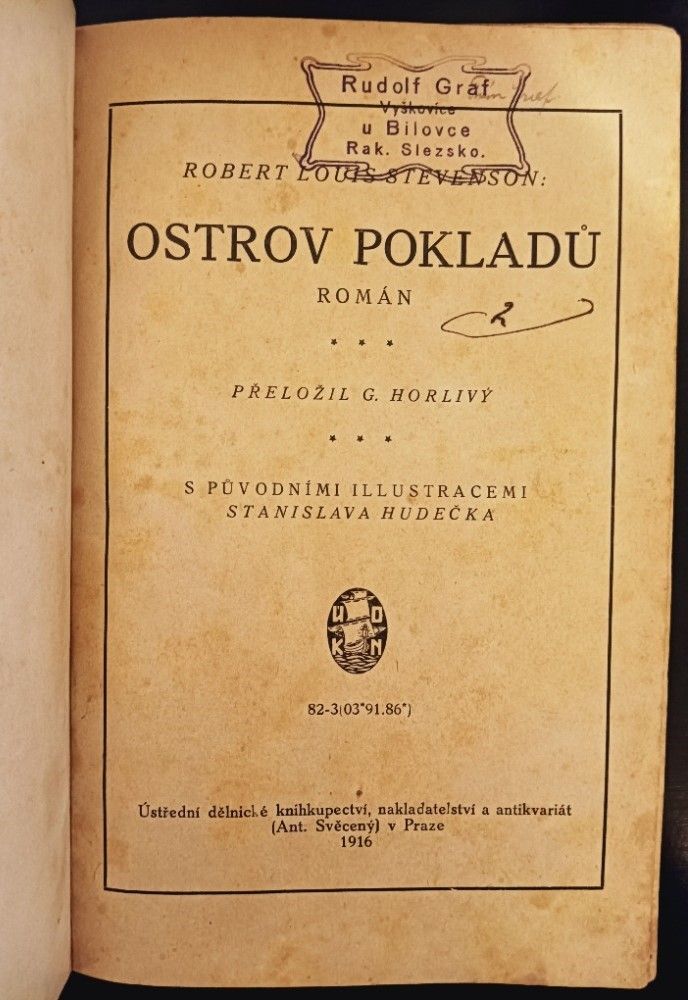 Rudolf Graf
Vyškovice
u Bilovce
Rak. Slezsko.
ROBERT LOUIS STEVENSON:
OSTROV POKLADŮ
ROMÁN
2
* * *
PŘELOŽIL G. HORLIVÝ
* * *
S PŮVODNÍMI ILLUSTRACEMI
STANISLAVA HUDEČKA
U D
K N
82-3(03"91.86")
Ústřední dělnické knihkupectví, nakladatelství a antikvariát
(Ant. Svěcený) v Praze
1916